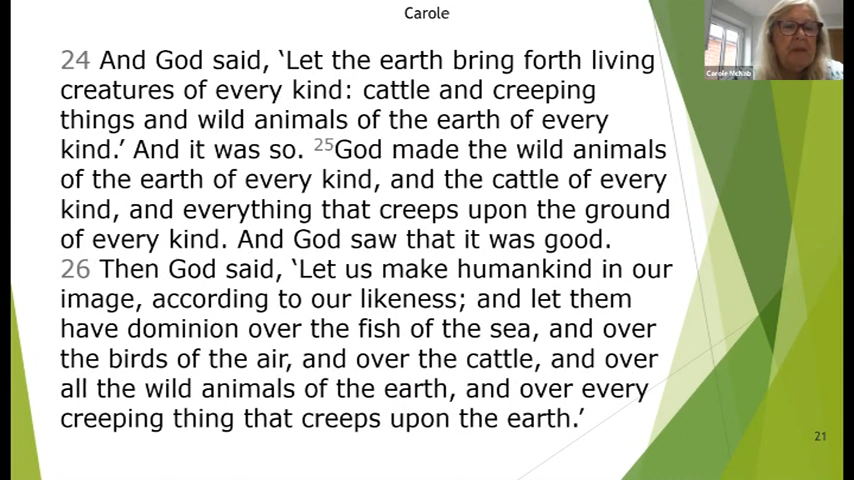 Carole
24 And God said, ‘Let the earth bring forth living
creatures of every kind: cattle and creeping
things and wild animals of the earth of every
kind.’ And it was so. 25God made the wild animals
of the earth of every kind, and the cattle of every
kind, and everything that creeps upon the ground
of every kind. And God saw that it was good.
26 Then God said, ‘Let us make humankind in our
image, according to our likeness; and let them
have dominion over the fish of the sea, and over
the birds of the air, and over the cattle, and over
all the wild animals of the earth, and over every
creeping thing that creeps upon the earth.’
Carole McNab
21